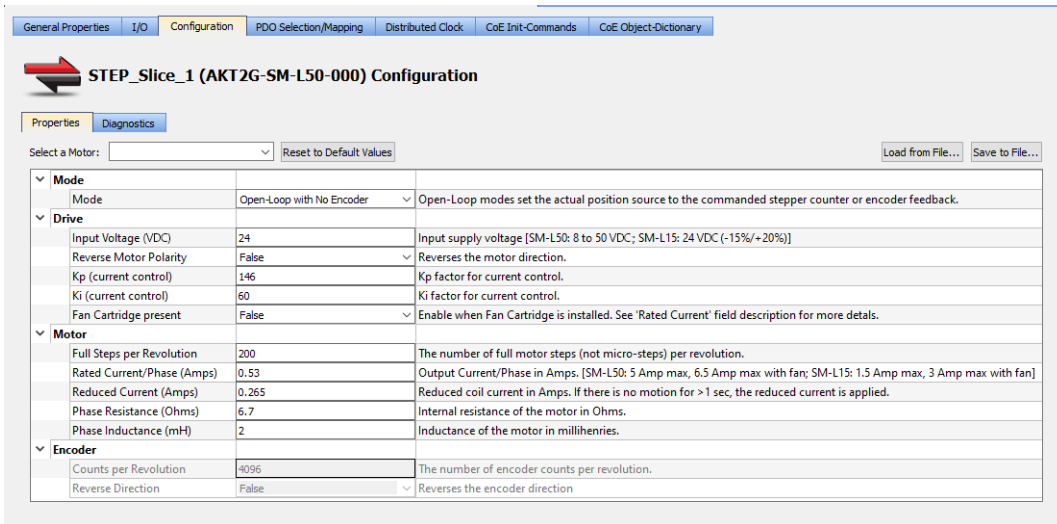 General Properties I/O Configuration PDO Selection/Mapping Distributed Clock CoE Init-Commands CoE Object-Dictionary
STEP_Slice_1 (AKT2G-SM-L50-000) Configuration
Properties Diagnostics
Select a Motor: Reset to Default Values Load from File... Save to File...
Mode
Mode Open-Loop with No Encoder Open-Loop modes set the actual position source to the commanded stepper counter or encoder feedback.
Drive
Input Voltage (VDC) 24 Input supply voltage [SM-L50: 8 to 50 VDC; SM-L15: 24 VDC (-15%/+20%)]
Reverse Motor Polarity False Reverses the motor direction.
Kp (current control) 146 Kp factor for current control.
Ki (current control) 60 Ki factor for current control.
Fan Cartridge present False Enable when Fan Cartridge is installed. See 'Rated Current' field description for more detals.
Motor
Full Steps per Revolution 200 The number of full motor steps (not micro-steps) per revolution.
Rated Current/Phase (Amps) 0.53 Output Current/Phase in Amps. [SM-L50: 5 Amp max, 6.5 Amp max with fan; SM-L15: 1.5 Amp max, 3 Amp max with fan]
Reduced Current (Amps) 0.265 Reduced coil current in Amps. If there is no motion for >1 sec, the reduced current is applied.
Phase Resistance (Ohms) 6.7 Internal resistance of the motor in Ohms.
Phase Inductance (mH) 2 Inductance of the motor in millihenries.
Encoder
Counts per Revolution 4096 The number of encoder counts per revolution.
Reverse Direction False Reverses the encoder direction